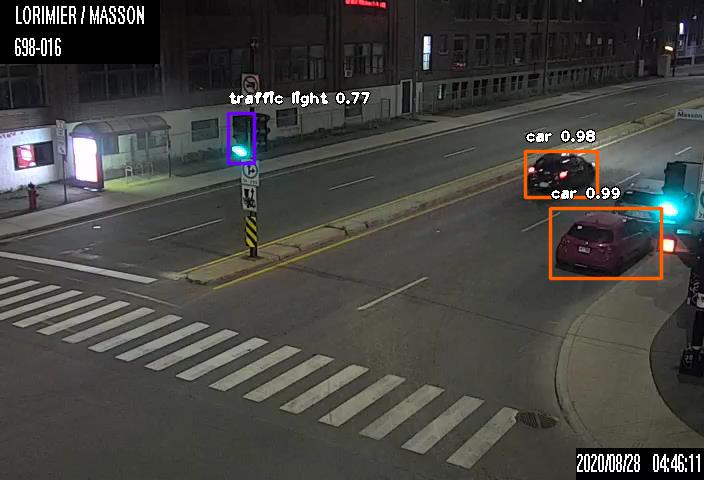 LORIMIER / MASSON
698-016
traffic light 0.77
car 0.98
Masson
car 0.99
2020/08/28 04:46:11